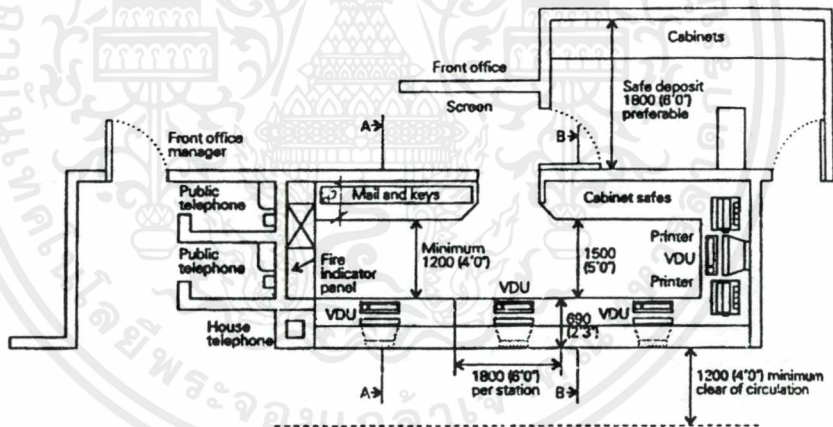 Cabinets
Front office
Safe deposit
1800 (6'0")
preferable
Screen
A
B
Front office
manager
Public
telephone
Mail and keys
Cabinet safes
Public
telephone
Fire
indicator
panel
Minimum
1200 (4'0")
1500
(5'0")
Printer
VDU
Printer
VDU
House
telephone
VDU
690
(2'3")
VDU
A
1800 (6'0")
per station
B
1200 (4'0") minimum
clear of circulation